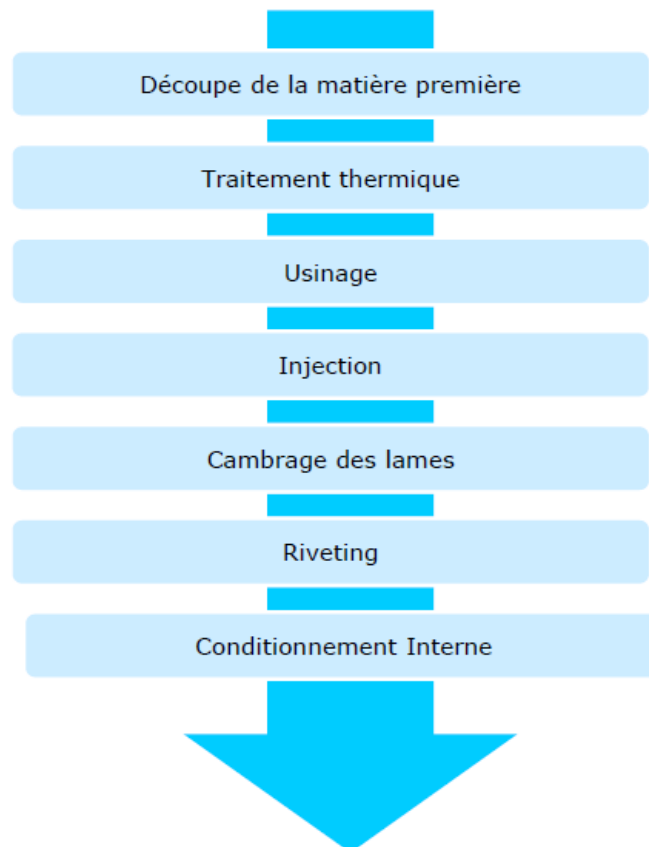 Découpe de la matière première
Traitement thermique
Usinage
Injection
Cambrage des lames
Riveting
Conditionnement Interne